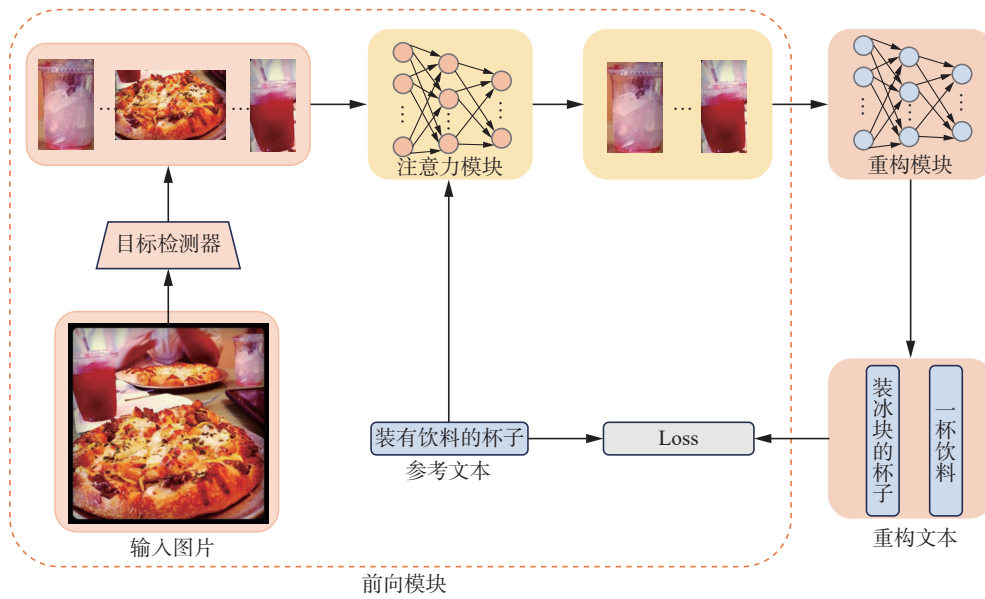 注意力模块
重构模块
目标检测器
装有饮料的杯子
参考文本
Loss
装冰块的杯子
一杯饮料
重构文本
输入图片
前向模块